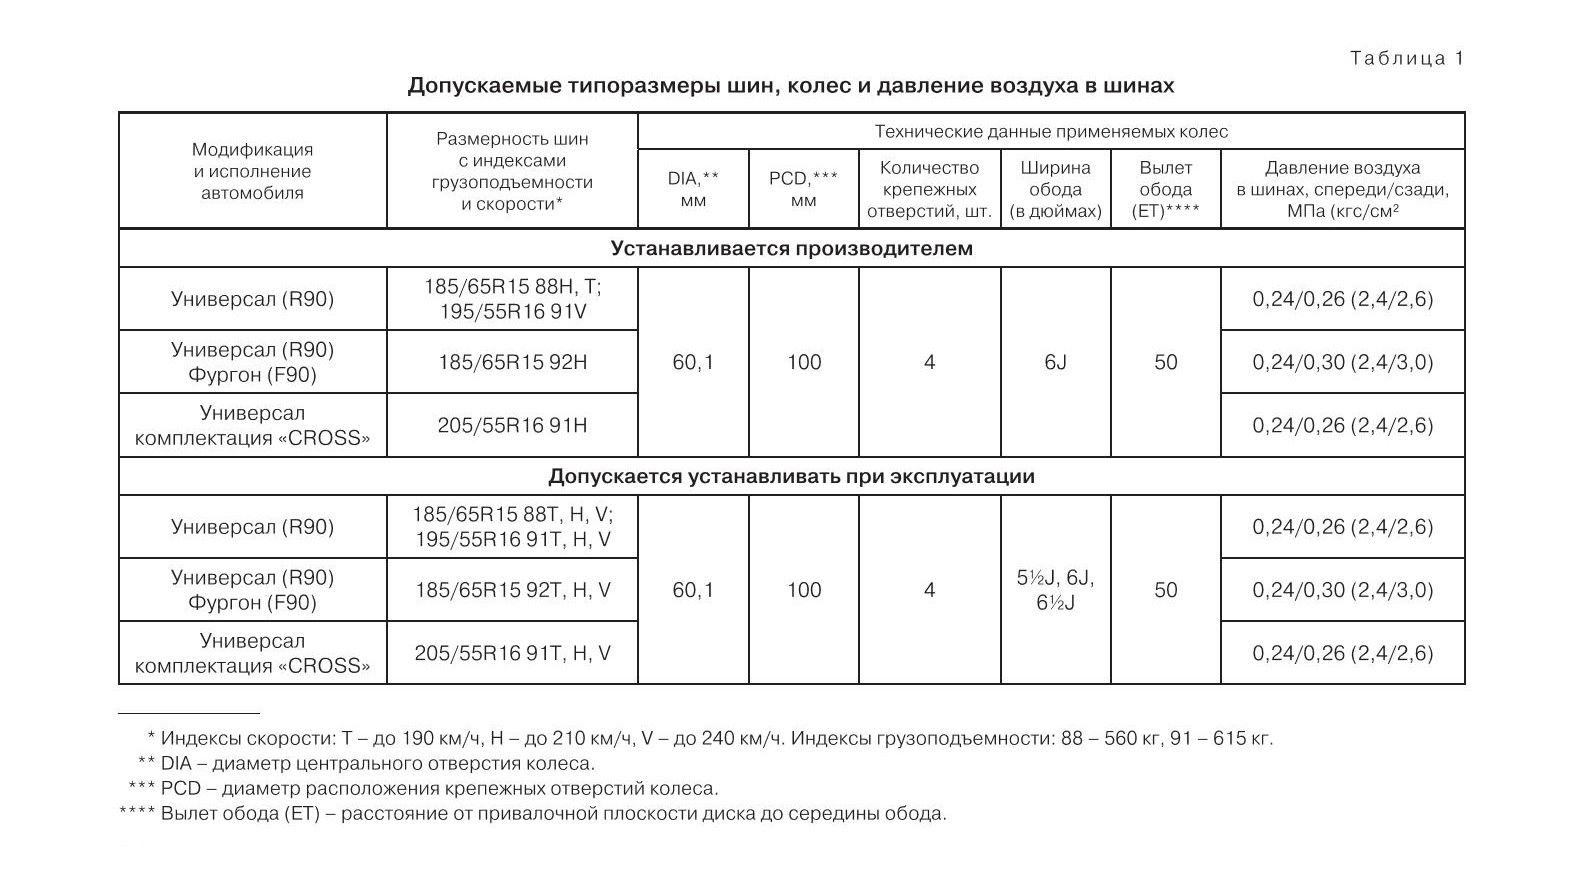 Таблица 1
Допускаемые типоразмеры шин, колес и давление воздуха в шинах
Модификация
и исполнение
автомобиля
Размерность шин
с индексами
грузоподъемности
и скорости*
Технические данные применяемых колес
DIA,**
мм
PCD,***
мм
Количество
крепежных
отверстий, шт.
Ширина
обода
(в дюймах)
Вылет
обода
(ET)****
Давление воздуха
в шинах, спереди/сзади,
МПа (кгс/см²
Устанавливается производителем
Универсал (R90)
185/65R15 88H, T;
195/55R16 91V
0,24/0,26 (2,4/2,6)
Универсал (R90)
Фургон (F90)
185/65R15 92H
60,1
100
4
6J
50
0,24/0,30 (2,4/3,0)
Универсал
комплектация «CROSS»
205/55R16 91H
0,24/0,26 (2,4/2,6)
Допускается устанавливать при эксплуатации
Универсал (R90)
185/65R15 88T, H, V;
195/55R16 91T, H, V
0,24/0,26 (2,4/2,6)
Универсал (R90)
Фургон (F90)
185/65R15 92T, H, V
60,1
100
4
5½J, 6J,
6½J
50
0,24/0,30 (2,4/3,0)
Универсал
комплектация «CROSS»
205/55R16 91T, H, V
0,24/0,26 (2,4/2,6)
* Индексы скорости: T – до 190 км/ч, H – до 210 км/ч, V – до 240 км/ч. Индексы грузоподъемности: 88 – 560 кг, 91 – 615 кг.
** DIA – диаметр центрального отверстия колеса.
*** PCD – диаметр расположения крепежных отверстий колеса.
**** Вылет обода (ET) – расстояние от привалочной плоскости диска до середины обода.